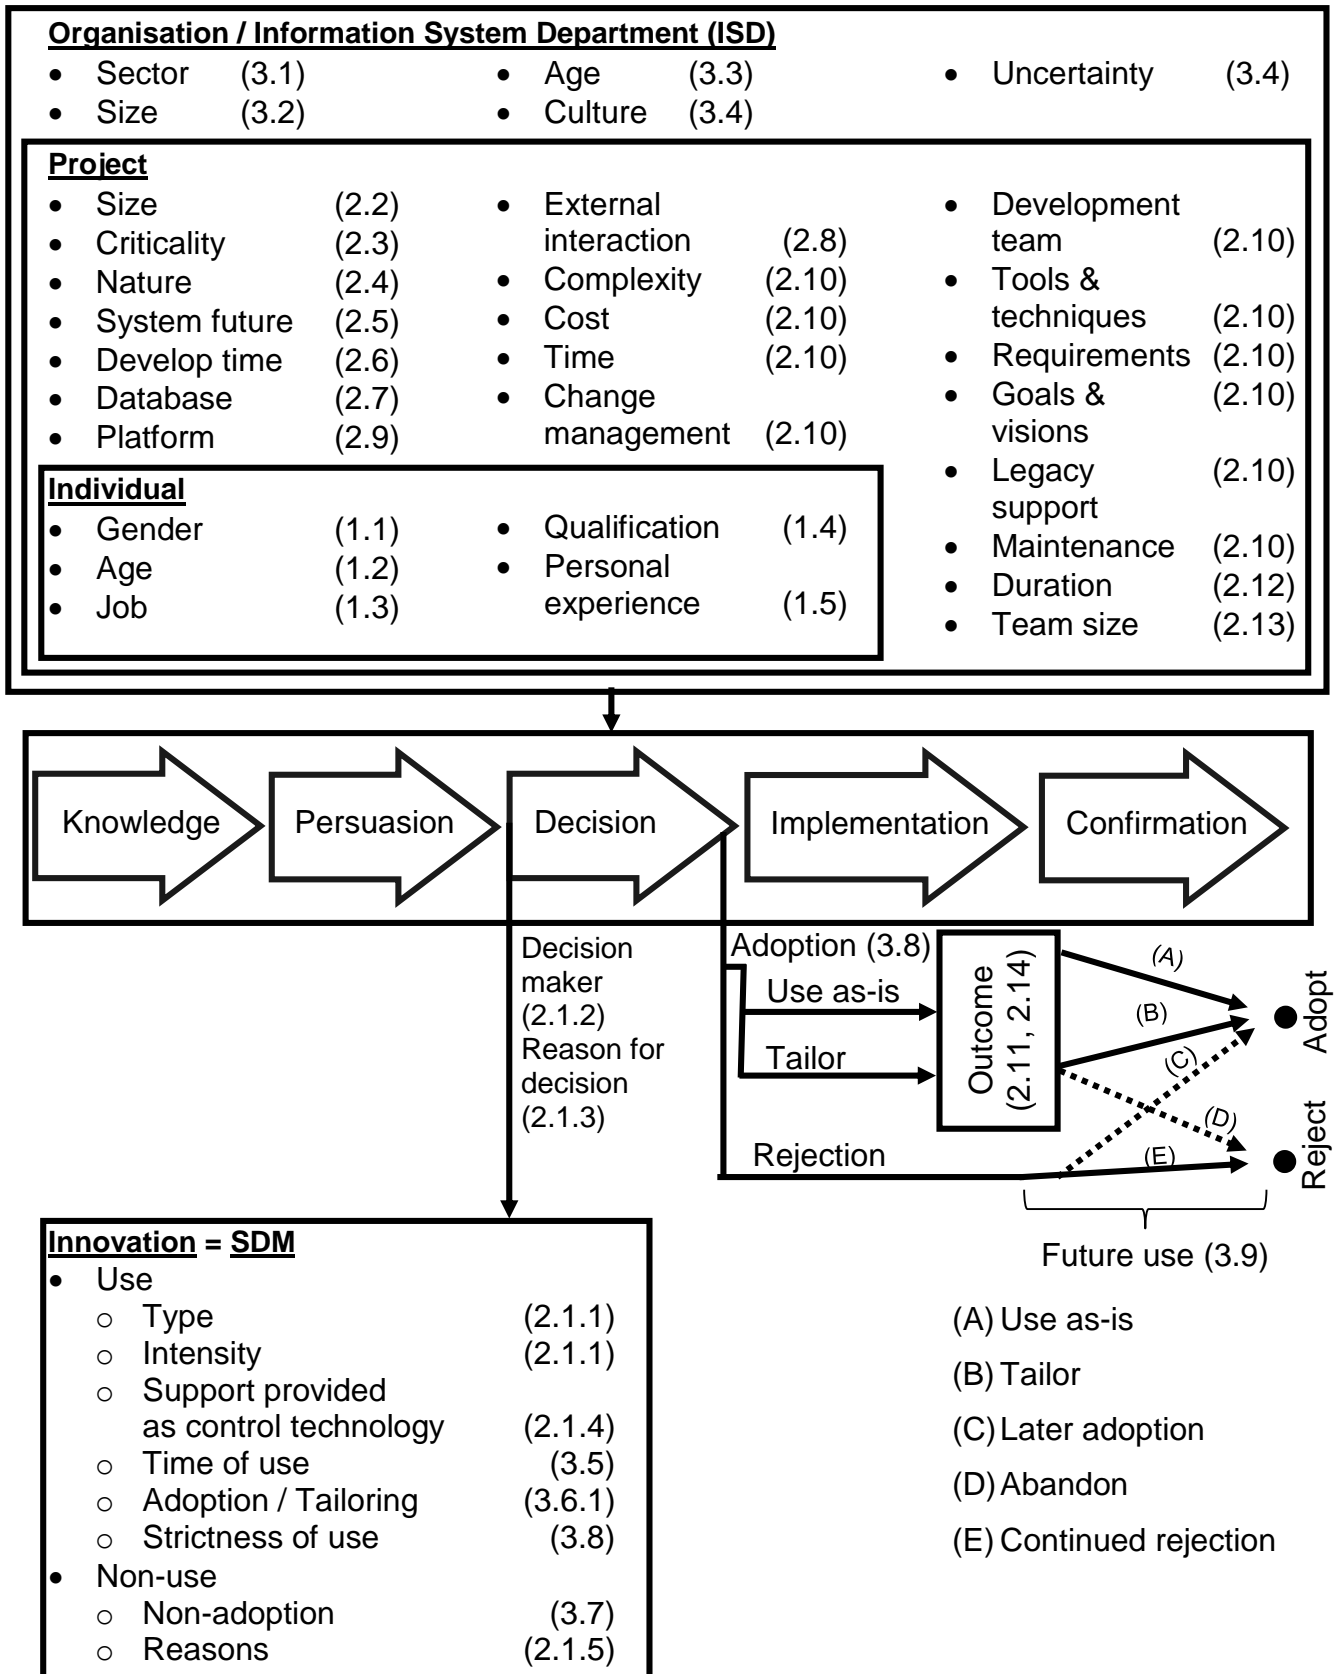 Organisation / Information System Department (ISD)
• Sector (3.1) • Age (3.3) • Uncertainty (3.4)
• Size (3.2) • Culture (3.4)
Project
• Size (2.2)
• Criticality (2.3)
• Nature (2.4)
• System future (2.5)
• Develop time (2.6)
• Database (2.7)
• Platform (2.9)
• External
interaction (2.8)
• Complexity (2.10)
• Cost (2.10)
• Time (2.10)
• Change
management (2.10)
• Development
team (2.10)
• Tools &
techniques (2.10)
• Requirements (2.10)
• Goals & (2.10)
visions
• Legacy (2.10)
support
• Maintenance (2.10)
• Duration (2.12)
• Team size (2.13)
Individual
• Gender (1.1)
• Age (1.2)
• Job (1.3)
• Qualification (1.4)
• Personal
experience (1.5)
Knowledge
Persuasion
Decision
Implementation
Confirmation
Decision
maker
(2.1.2)
Reason for
decision
(2.1.3)
Adoption (3.8)
Use as-is
Tailor
Rejection
Outcome
(2.11, 2.14)
(A)
(B)
(C)
(D)
(E)
Adopt
Reject
Future use (3.9)
Innovation = SDM
• Use
○ Type (2.1.1)
○ Intensity (2.1.1)
○ Support provided
as control technology (2.1.4)
○ Time of use (3.5)
○ Adoption / Tailoring (3.6.1)
○ Strictness of use (3.8)
• Non-use
○ Non-adoption (3.7)
○ Reasons (2.1.5)
(A) Use as-is
(B) Tailor
(C) Later adoption
(D) Abandon
(E) Continued rejection